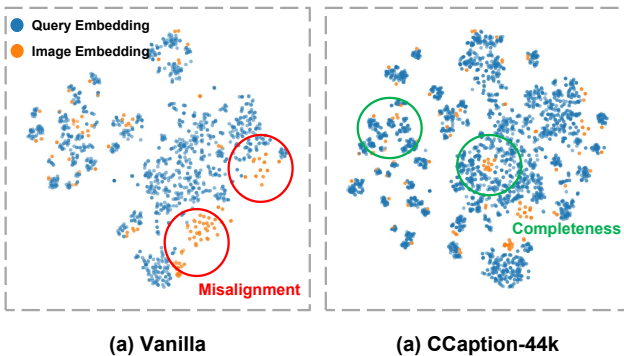 Query Embedding
Image Embedding
Misalignment
Completeness
(a) Vanilla
(a) CCaption-44k